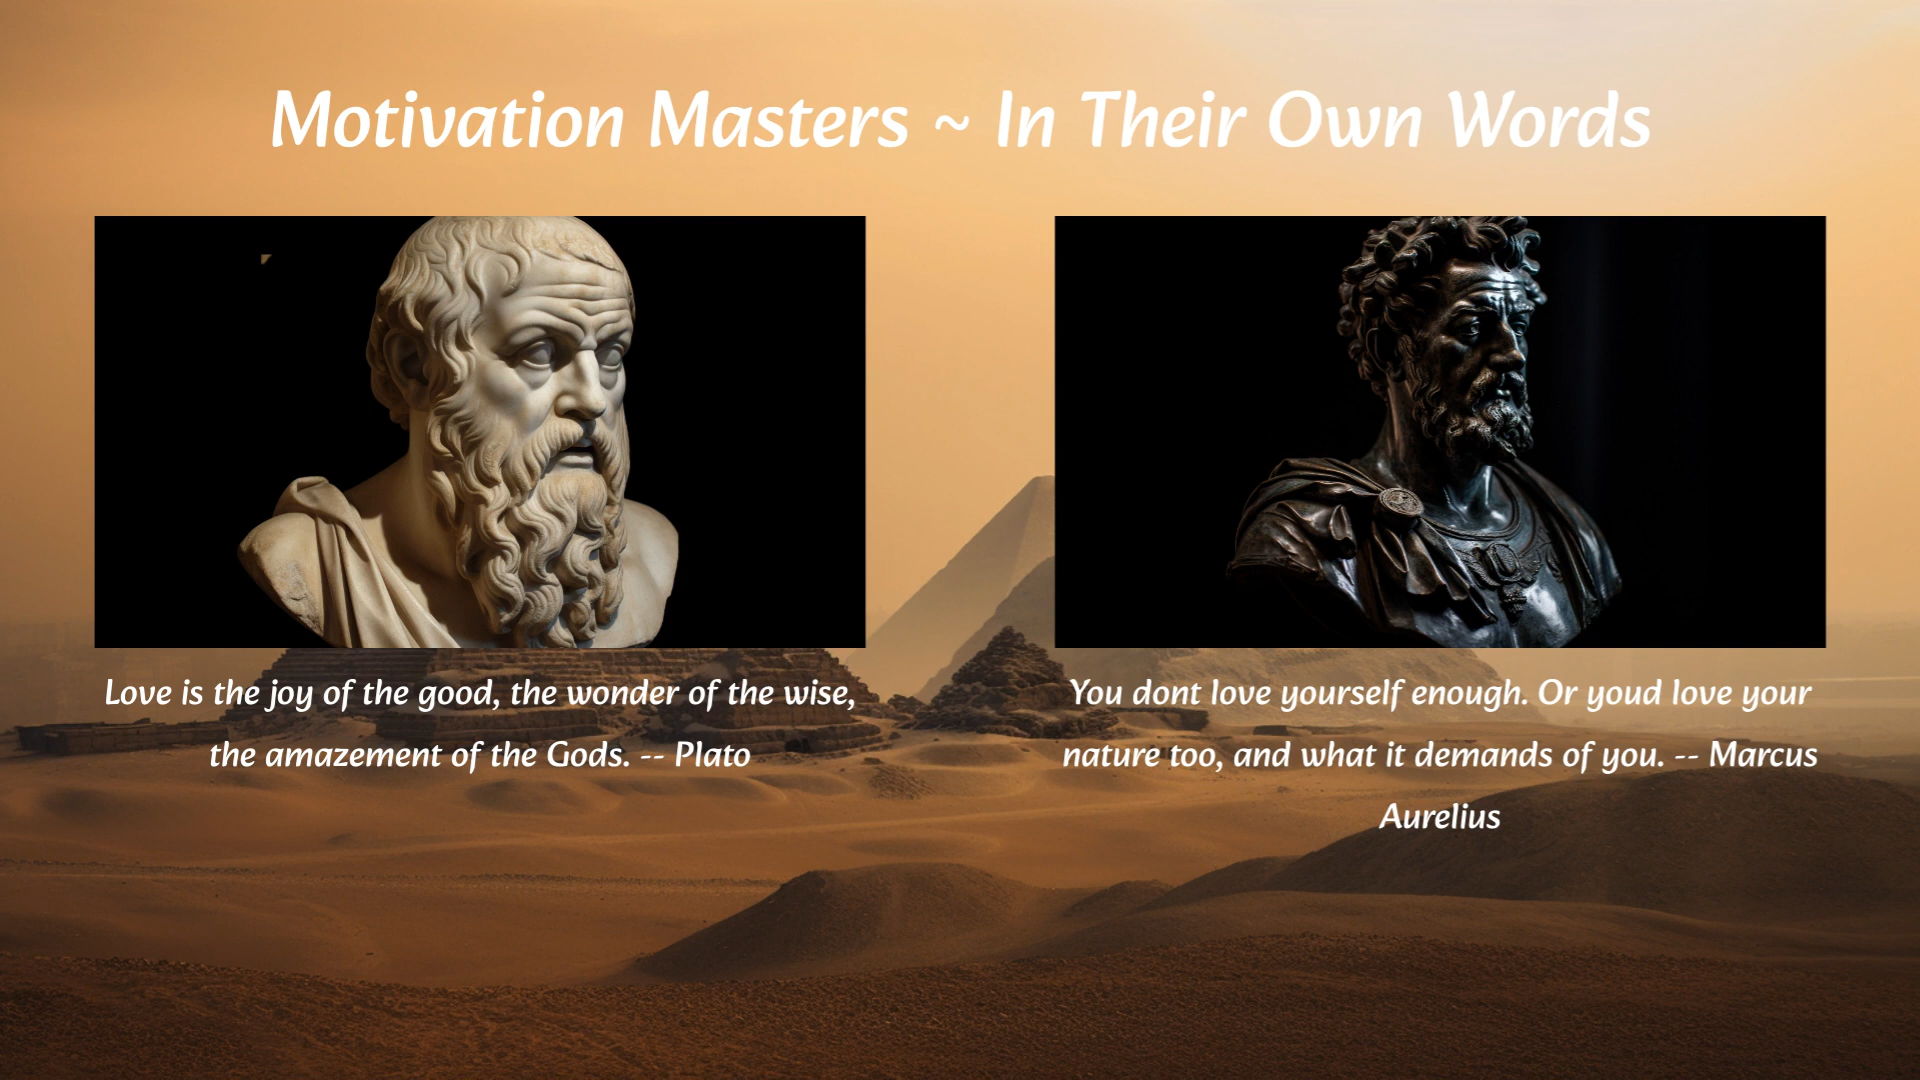 Motivation Masters ~ In Their Own Words
Love is the joy of the good, the wonder of the wise,
the amazement of the Gods. -- Plato
You dont love yourself enough. Or youd love your
nature too, and what it demands of you. -- Marcus
Aurelius